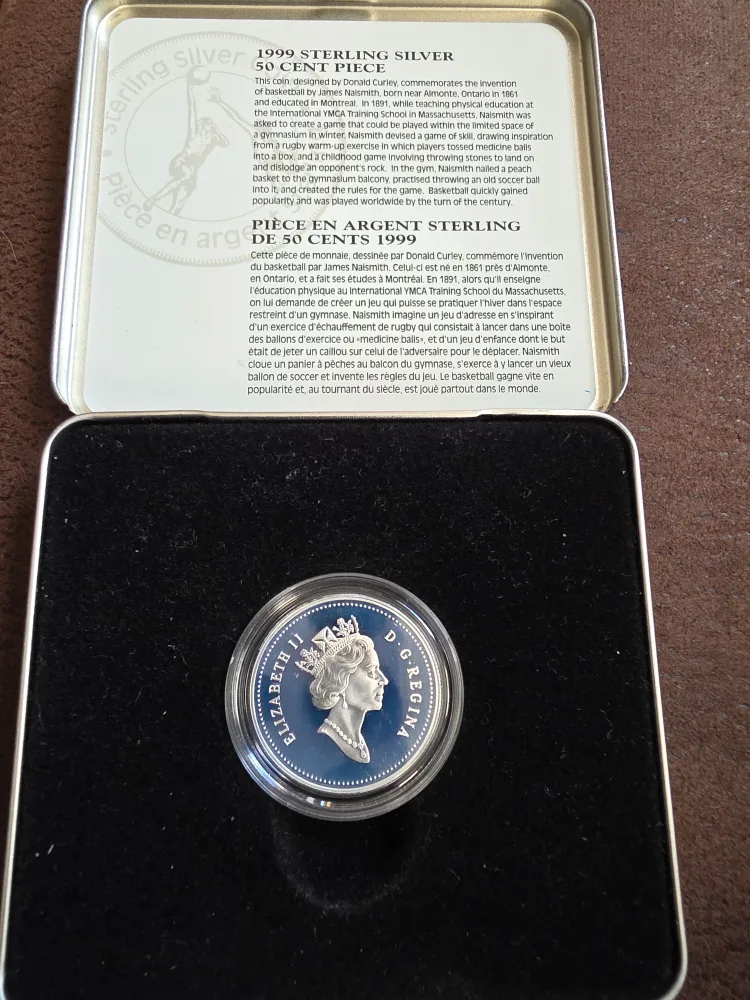 Sterling Silver
Pièce en argent
1999 STERLING SILVER
50 CENT PIECE
This coin, designed by Donald Curley, commemorates the invention
of basketball by James Naismith, born near Almonte, Ontario in 1861
and educated in Montreal. In 1891, while teaching physical education at
the International YMCA Training School in Massachusetts, Naismith was
asked to create a game that could be played within the limited space of
a gymnasium in winter. Naismith devised a game of skill, drawing inspiration
from a rugby warm-up exercise in which players tossed medicine balls
into a box, and a childhood game involving throwing stones to land on
and dislodge an opponent's rock. In the gym, Naismith nailed a peach
basket to the gymnasium balcony, practised throwing an old soccer ball
into it, and created the rules for the game. Basketball quickly gained
popularity and was played worldwide by the turn of the century.
PIÈCE EN ARGENT STERLING
DE 50 CENTS 1999
Cette pièce de monnaie, dessinée par Donald Curley, commémore l'invention
du basketball par James Naismith. Celui-ci est né en 1861 près d'Almonte,
en Ontario, et a fait ses études à Montréal. En 1891, alors qu'il enseigne
l'éducation physique au International YMCA Training School du Massachusetts,
on lui demande de créer un jeu qui puisse se pratiquer l'hiver dans l'espace
restreint d'un gymnase. Naismith imagine un jeu d'adresse en s'inspirant
d'un exercice d'échauffement de rugby qui consistait à lancer dans une boîte
des ballons d'exercice ou «medicine balls», et d'un jeu d'enfance dont le but
était de jeter un caillou sur celui de l'adversaire pour le déplacer. Naismith
cloue un panier à pêches au balcon du gymnase, s'exerce à y lancer un vieux
ballon de soccer et invente les règles du jeu. Le basketball gagne vite en
popularité et, au tournant du siècle, est joué partout dans le monde.
ELIZABETH II D·G·REGINA